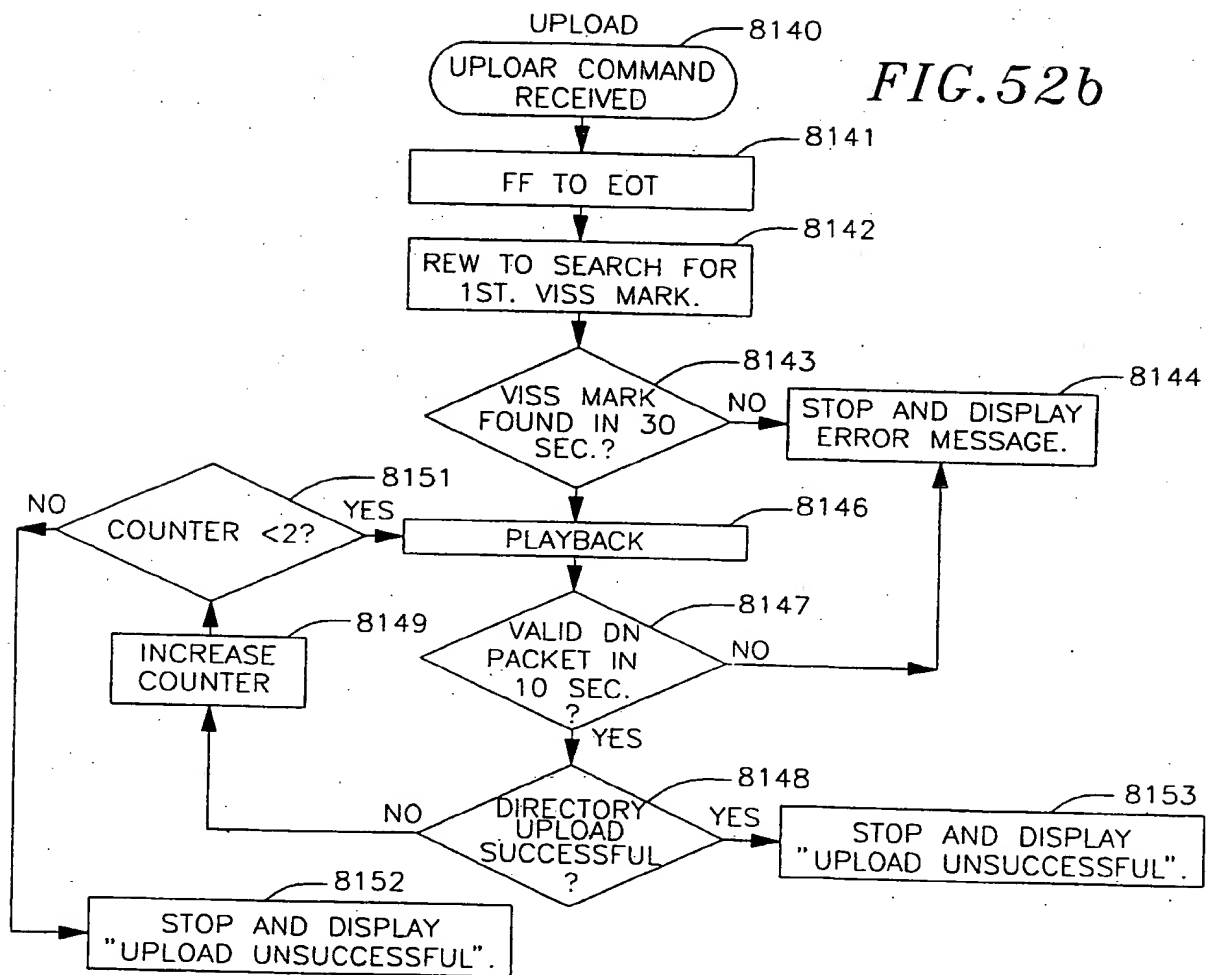 UPLOAD
8140
UPLOAR COMMAND
RECEIVED
FIG.52b
8141
FF TO EOT
8142
REW TO SEARCH FOR
1ST. VISS MARK.
8143
VISS MARK
FOUND IN 30
SEC.?
NO
8144
STOP AND DISPLAY
ERROR MESSAGE.
8151
NO
COUNTER <2?
YES
8146
PLAYBACK
8147
VALID DN
PACKET IN
10 SEC.
?
NO
YES
8149
INCREASE
COUNTER
8148
NO
DIRECTORY
UPLOAD
SUCCESSFUL
?
YES
8153
STOP AND DISPLAY
"UPLOAD UNSUCCESSFUL".
8152
STOP AND DISPLAY
"UPLOAD UNSUCCESSFUL".